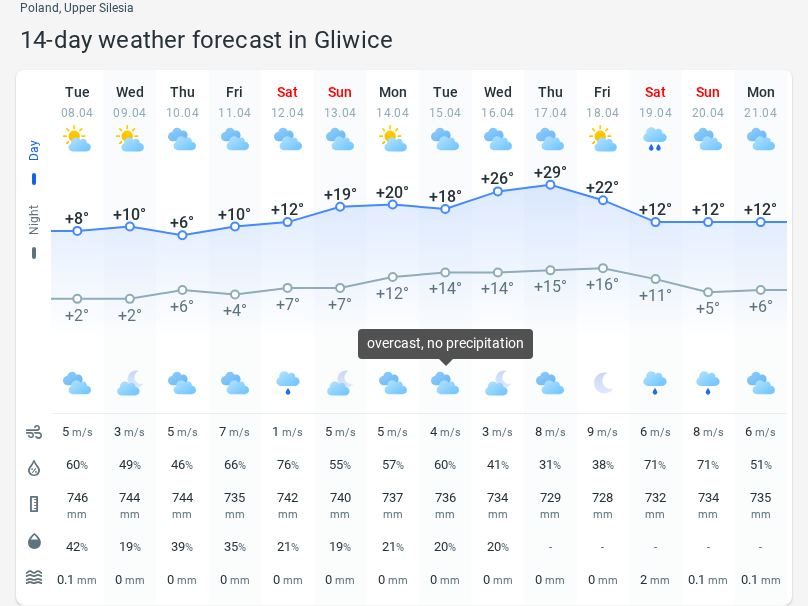 Poland, Upper Silesia
14-day weather forecast in Gliwice
Tue Wed Thu Fri Sat Sun Mon Tue Wed Thu Fri Sat Sun Mon
08.04 09.04 10.04 11.04 12.04 13.04 14.04 15.04 16.04 17.04 18.04 19.04 20.04 21.04
Day
+8° +10° +6° +10° +12° +19° +20° +18° +26° +29° +22° +12° +12° +12°
Night
+2° +2° +6° +4° +7° +7° +12° +14° +14° +15° +16° +11° +5° +6°
overcast, no precipitation
5 m/s 3 m/s 5 m/s 7 m/s 1 m/s 5 m/s 5 m/s 4 m/s 3 m/s 8 m/s 9 m/s 6 m/s 8 m/s 6 m/s
60% 49% 46% 66% 76% 55% 57% 60% 41% 31% 38% 71% 71% 51%
746 744 744 735 742 740 737 736 734 729 728 732 734 735
mm mm mm mm mm mm mm mm mm mm mm mm mm mm
42% 19% 39% 35% 21% 19% 21% 20% 20% - - - - -
0.1 mm 0 mm 0 mm 0 mm 0 mm 0 mm 0 mm 0 mm 0 mm 0 mm 0 mm 2 mm 0.1 mm 0.1 mm